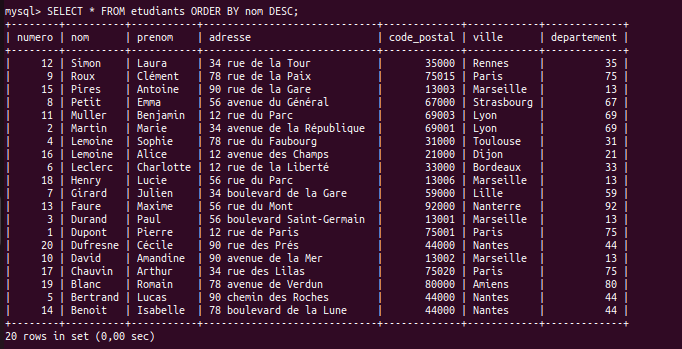 mysql> SELECT * FROM etudiants ORDER BY nom DESC;
+--------+----------+-----------+-----------------------------+-------------+------------+-------------+
| numero | nom      | prenom    | adresse                     | code_postal | ville      | departement |
+--------+----------+-----------+-----------------------------+-------------+------------+-------------+
|     12 | Simon    | Laura     | 34 rue de la Tour           |       35000 | Rennes     |          35 |
|      9 | Roux     | Clément   | 78 rue de la Paix           |       75015 | Paris      |          75 |
|     15 | Pires    | Antoine   | 90 rue de la Gare           |       13003 | Marseille  |          13 |
|      8 | Petit    | Emma      | 56 avenue du Général        |       67000 | Strasbourg |          67 |
|     11 | Muller   | Benjamin  | 12 rue du Parc              |       69003 | Lyon       |          69 |
|      2 | Martin   | Marie     | 34 avenue de la République  |       69001 | Lyon       |          69 |
|      4 | Lemoine  | Sophie    | 78 rue du Faubourg          |       31000 | Toulouse   |          31 |
|     16 | Lemoine  | Alice     | 12 avenue des Champs        |       21000 | Dijon      |          21 |
|      6 | Leclerc  | Charlotte | 12 rue de la Liberté        |       33000 | Bordeaux   |          33 |
|     18 | Henry    | Lucie     | 56 rue du Parc              |       13006 | Marseille  |          13 |
|      7 | Girard   | Julien    | 34 boulevard de la Gare     |       59000 | Lille      |          59 |
|     13 | Faure    | Maxime    | 56 rue du Mont              |       92000 | Nanterre   |          92 |
|      3 | Durand   | Paul      | 56 boulevard Saint-Germain  |       13001 | Marseille  |          13 |
|      1 | Dupont   | Pierre    | 12 rue de Paris             |       75001 | Paris      |          75 |
|     20 | Dufresne | Cécile    | 90 rue des Prés             |       44000 | Nantes     |          44 |
|     10 | David    | Amandine  | 90 avenue de la Mer         |       13002 | Marseille  |          13 |
|     17 | Chauvin  | Arthur    | 34 rue des Lilas            |       75020 | Paris      |          75 |
|     19 | Blanc    | Romain    | 78 avenue de Verdun         |       80000 | Amiens     |          80 |
|      5 | Bertrand | Lucas     | 90 chemin des Roches        |       44000 | Nantes     |          44 |
|     14 | Benoit   | Isabelle  | 78 boulevard de la Lune     |       44000 | Nantes     |          44 |
+--------+----------+-----------+-----------------------------+-------------+------------+-------------+
20 rows in set (0,00 sec)